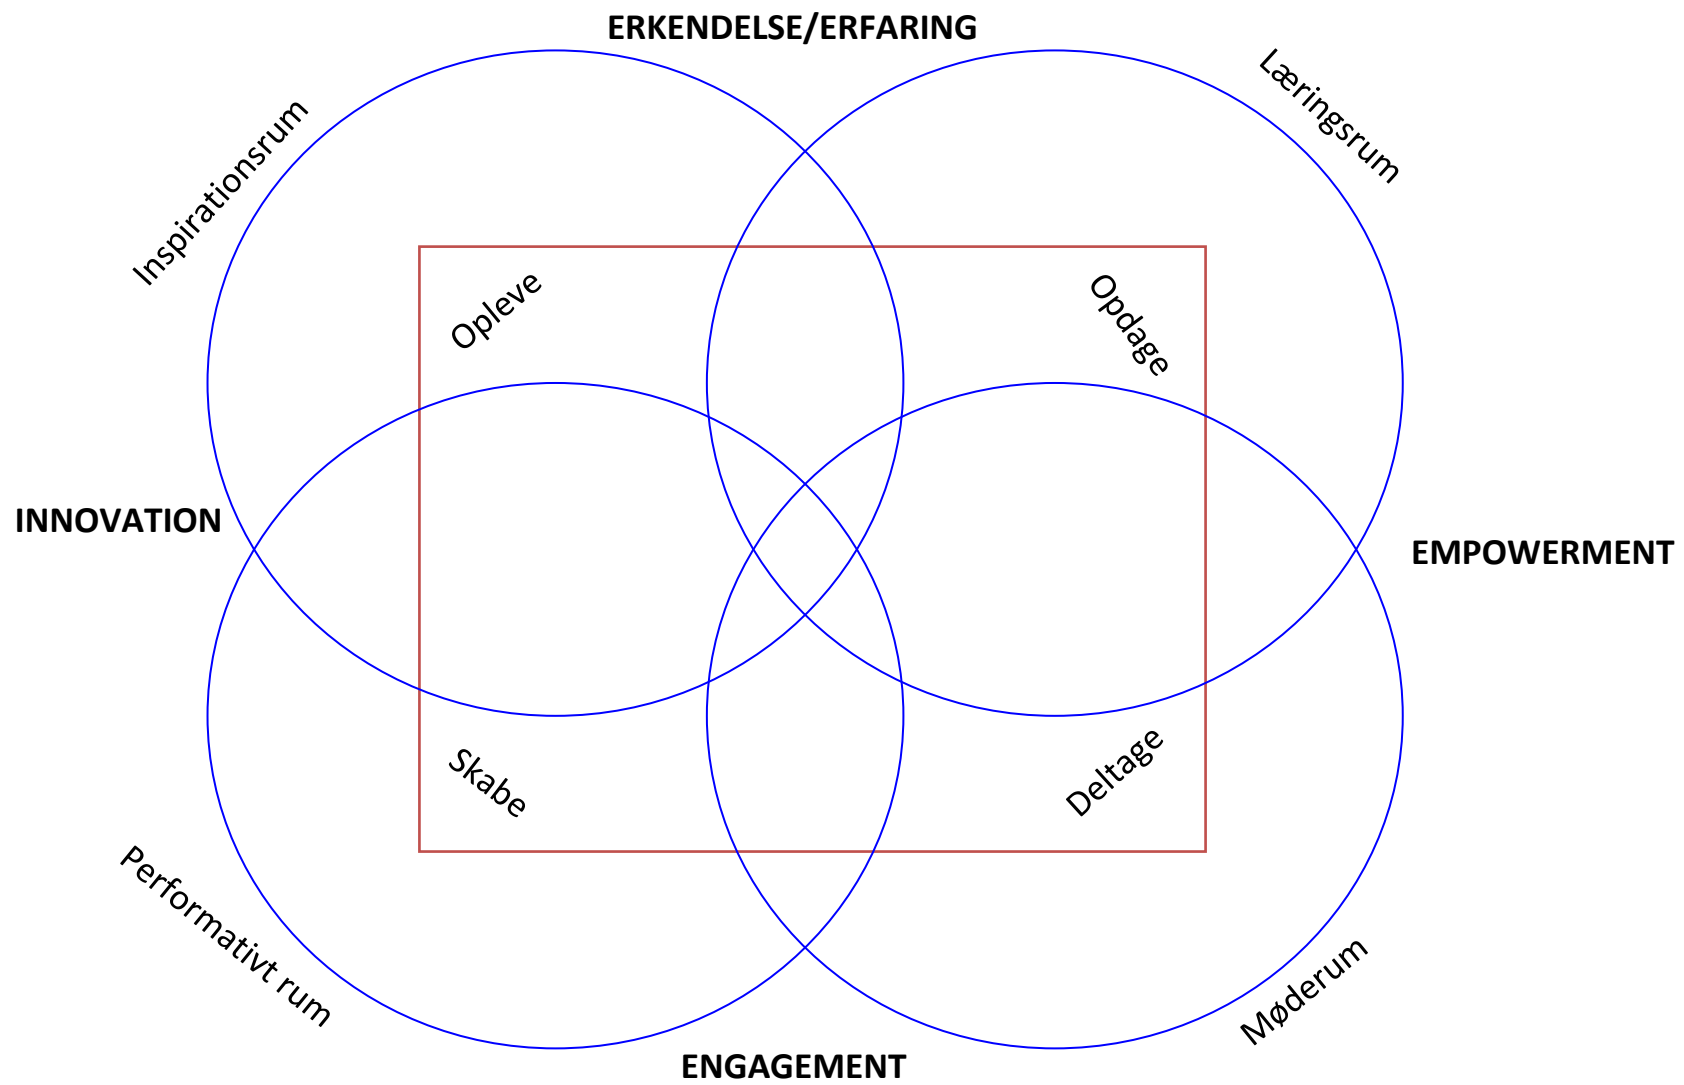 ERKENDELSE/ERFARING
Inspirationsrum
Læringsrum
Opleve
Opdage
INNOVATION
EMPOWERMENT
Skabe
Deltage
Performativt rum
Møderum
ENGAGEMENT